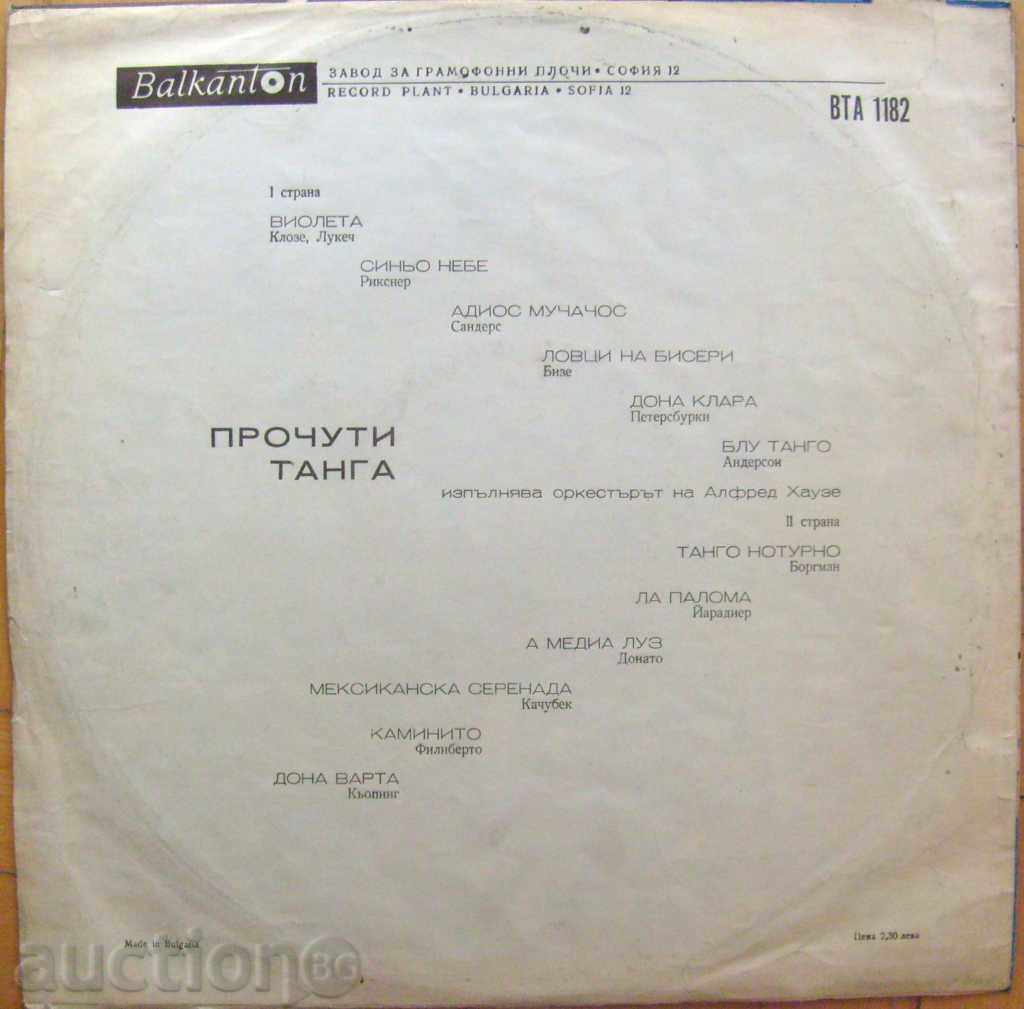 Balkanton
ЗАВОД ЗА ГРАМОФОННИ ПЛОЧИ • СОФИЯ 12
RECORD PLANT • BULGARIA • SOFIA 12
ВТА 1182
I страна
ВИОЛЕТА
Клозе, Лукеч
СИНЬО НЕБЕ
Рикснер
АДИОС МУЧАЧОС
Сандерс
ЛОВЦИ НА БИСЕРИ
Бизе
ДОНА КЛАРА
Петерсбурки
БЛУ ТАНГО
Андерсон
ПРОЧУТИ
ТАНГА
изпълнява оркестърът на Алфред Хаузе
II страна
ТАНГО НОТУРНО
Боргман
ЛА ПАЛОМА
Йарадиер
А МЕДИА ЛУЗ
Донато
МЕКСИКАНСКА СЕРЕНАДА
Качубек
КАМИНИТО
Филиберто
ДОНА ВАРТА
Кьопинг
Made in Bulgaria
Цена 2,30 лева
auction BG